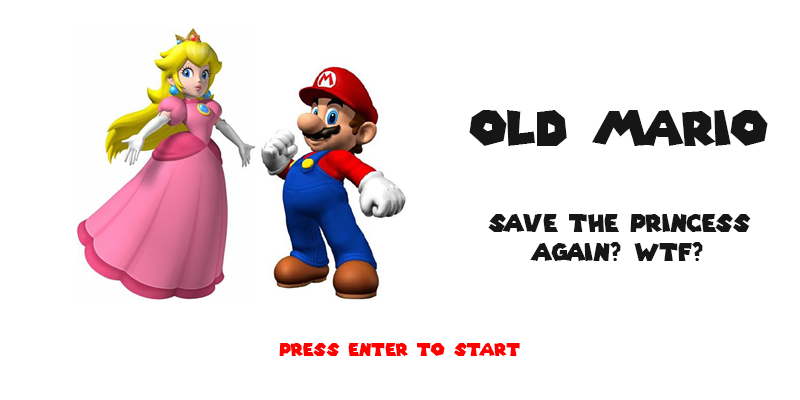 M
OLD MARIO
SAVE THE PRINCESS
AGAIN? WTF?
PRESS ENTER TO START